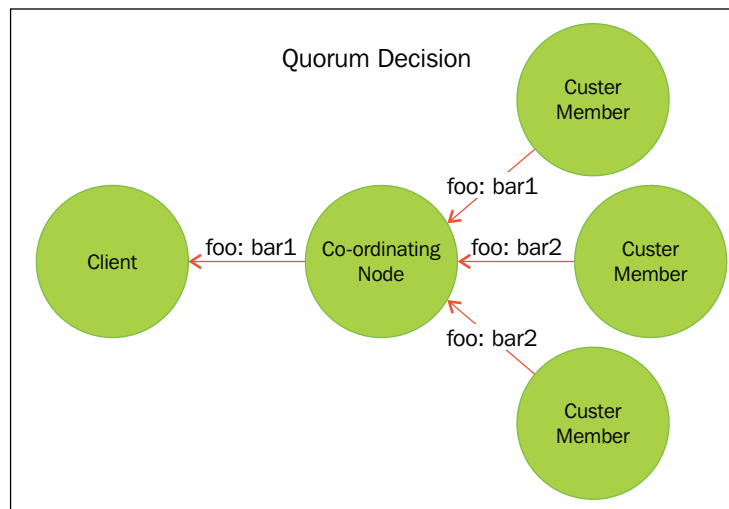 Quorum Decision
Custer
Member
foo: bar1
Client
foo: bar1
Co-ordinating
Node
foo: bar2
Custer
Member
foo: bar2
Custer
Member